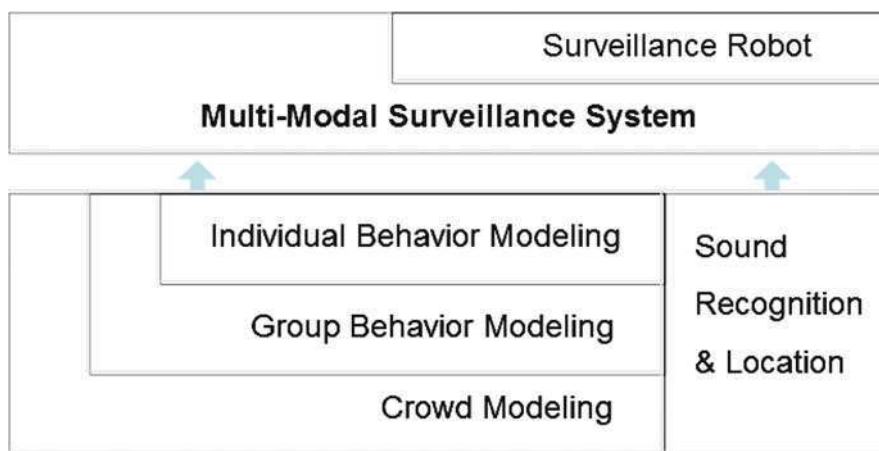 Surveillance Robot
Multi-Modal Surveillance System
Individual Behavior Modeling
Group Behavior Modeling
Crowd Modeling
Sound
Recognition
& Location